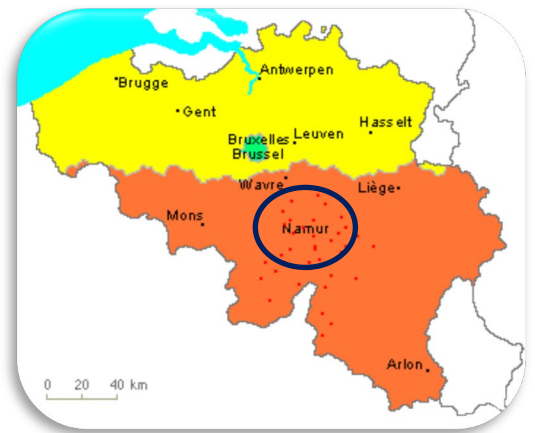 Antwerpen
Brugge
Gent
Hasselt
Bruxelles
Leuven
Brussel
Wavre
Liège
Mons
Namur
Arlon
0 20 40 km